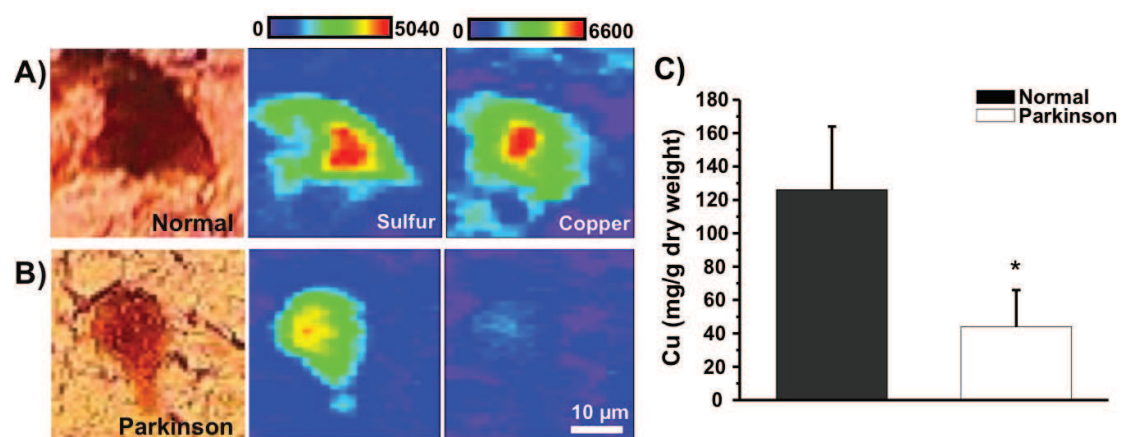 0 5040 0 6600
A)
Normal
Sulfur
Copper
B)
Parkinson
10 µm
C)
Normal
Parkinson
Cu (mg/g dry weight)
180
160
140
120
100
80
60
40
20
0
*